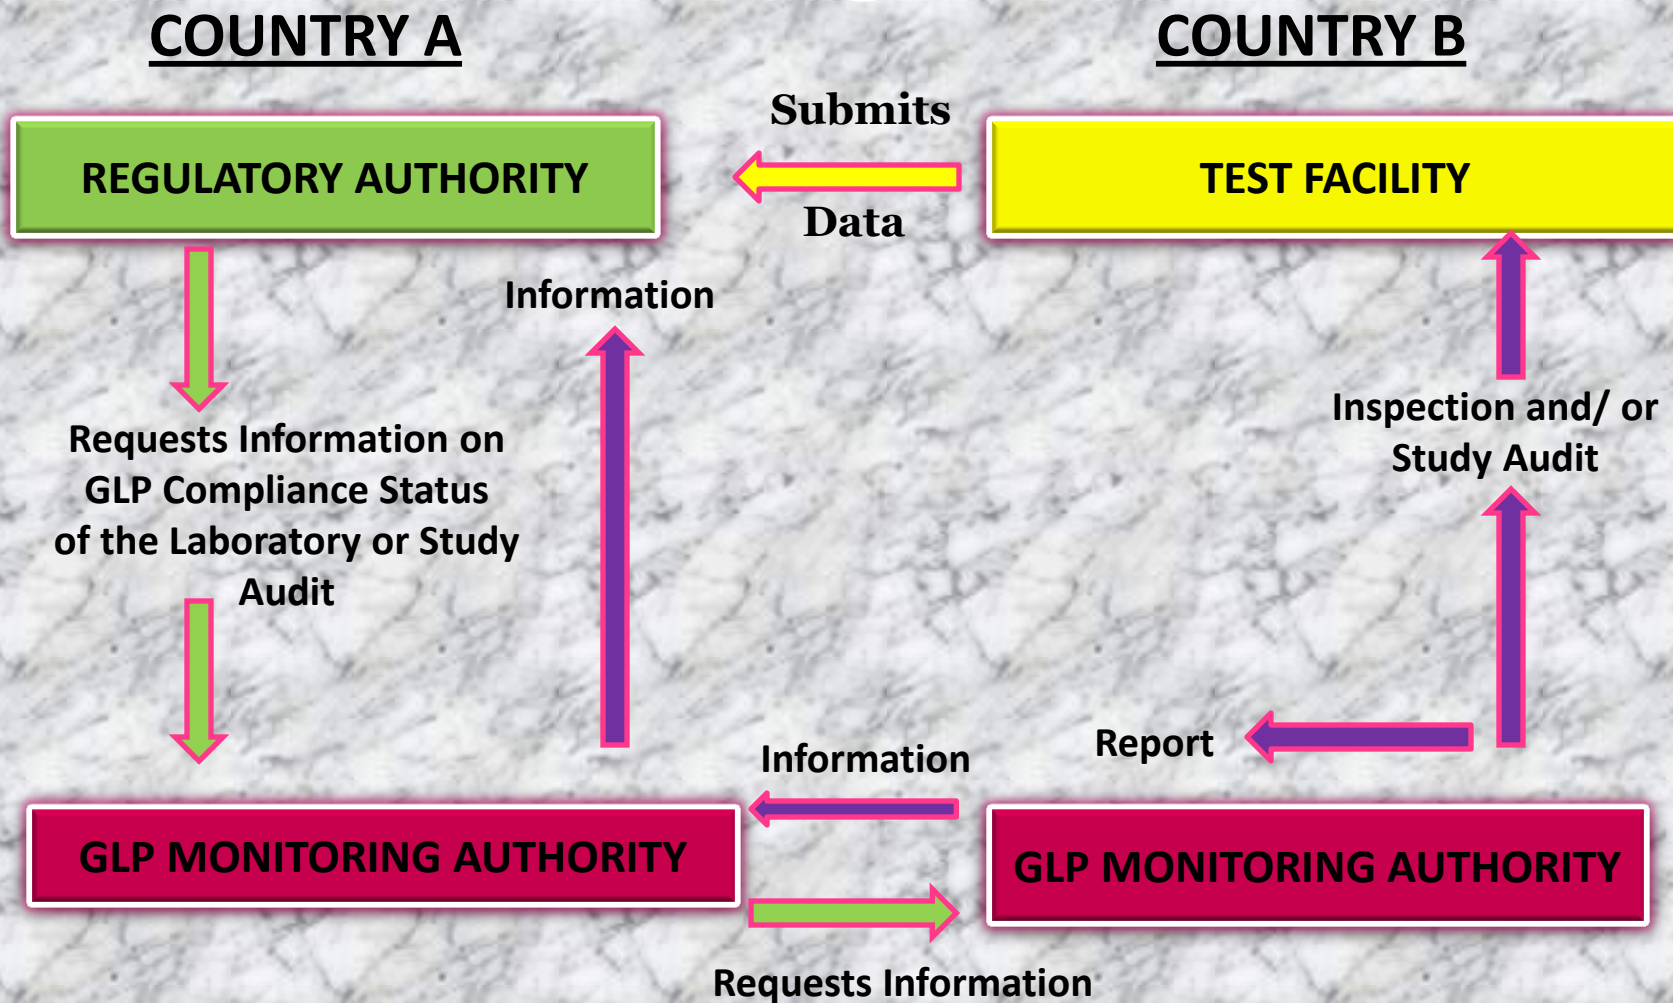 COUNTRY A
COUNTRY B
REGULATORY AUTHORITY
Submits
Data
TEST FACILITY
Information
Requests Information on
GLP Compliance Status
of the Laboratory or Study
Audit
Inspection and/ or
Study Audit
Report
Information
GLP MONITORING AUTHORITY
GLP MONITORING AUTHORITY
Requests Information